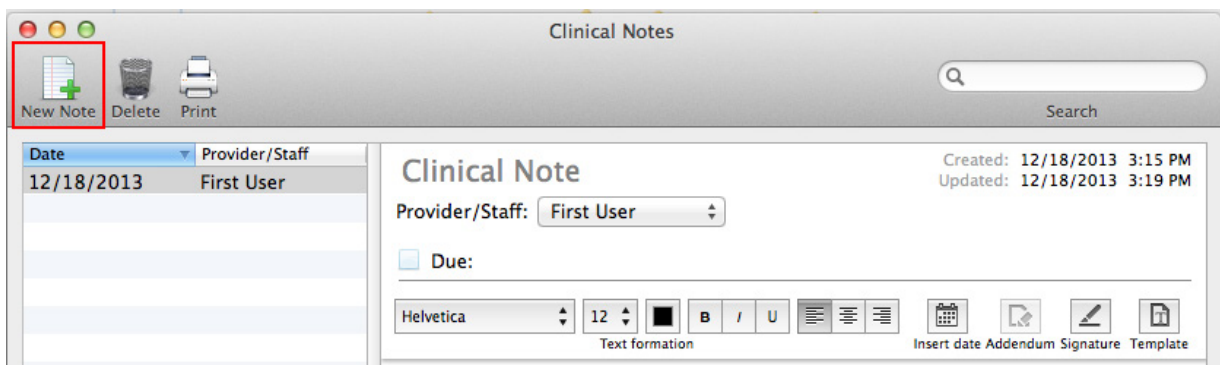 Clinical Notes
New Note Delete Print
Search
Date Provider/Staff
12/18/2013 First User
Clinical Note
Created: 12/18/2013 3:15 PM
Updated: 12/18/2013 3:19 PM
Provider/Staff: First User
Due:
Helvetica 12 B I U
Text formation
Insert date Addendum Signature Template